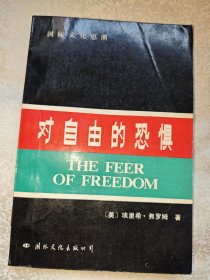 国际文化思潮
对自由的恐惧
THE FEER
OF FREEDOM
〔美〕埃里希·弗罗姆 著
国际文化出版公司